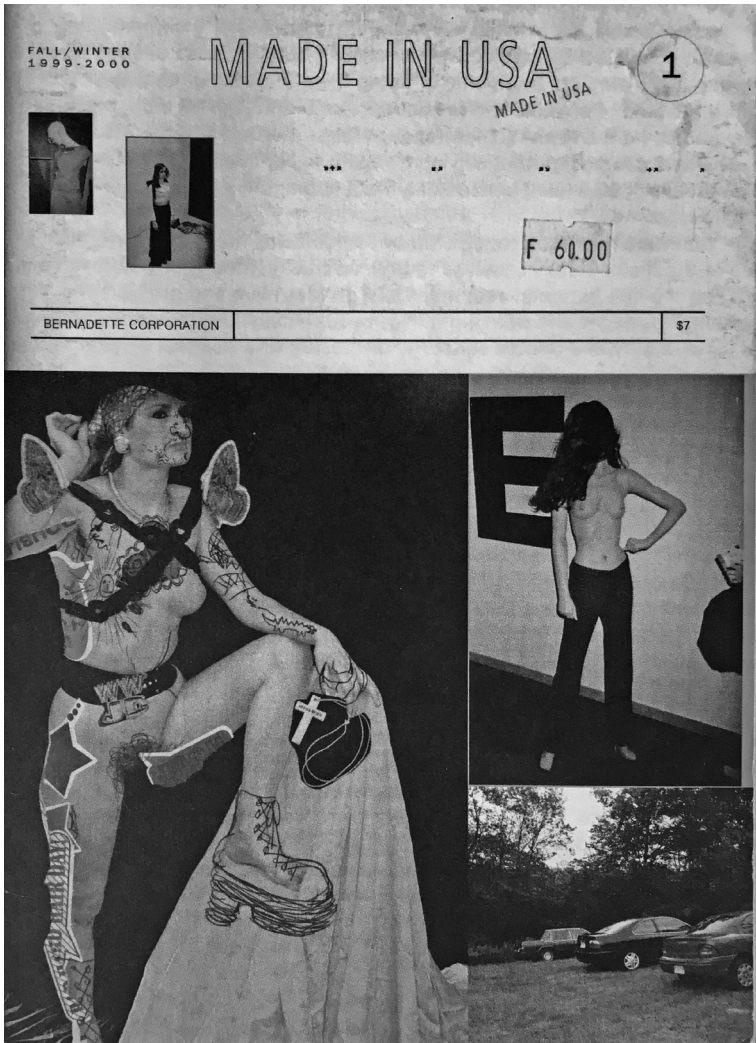 FALL/WINTER
1999-2000
MADE IN USA
MADE IN USA
1
F 60.00
BERNADETTE CORPORATION
$7
E